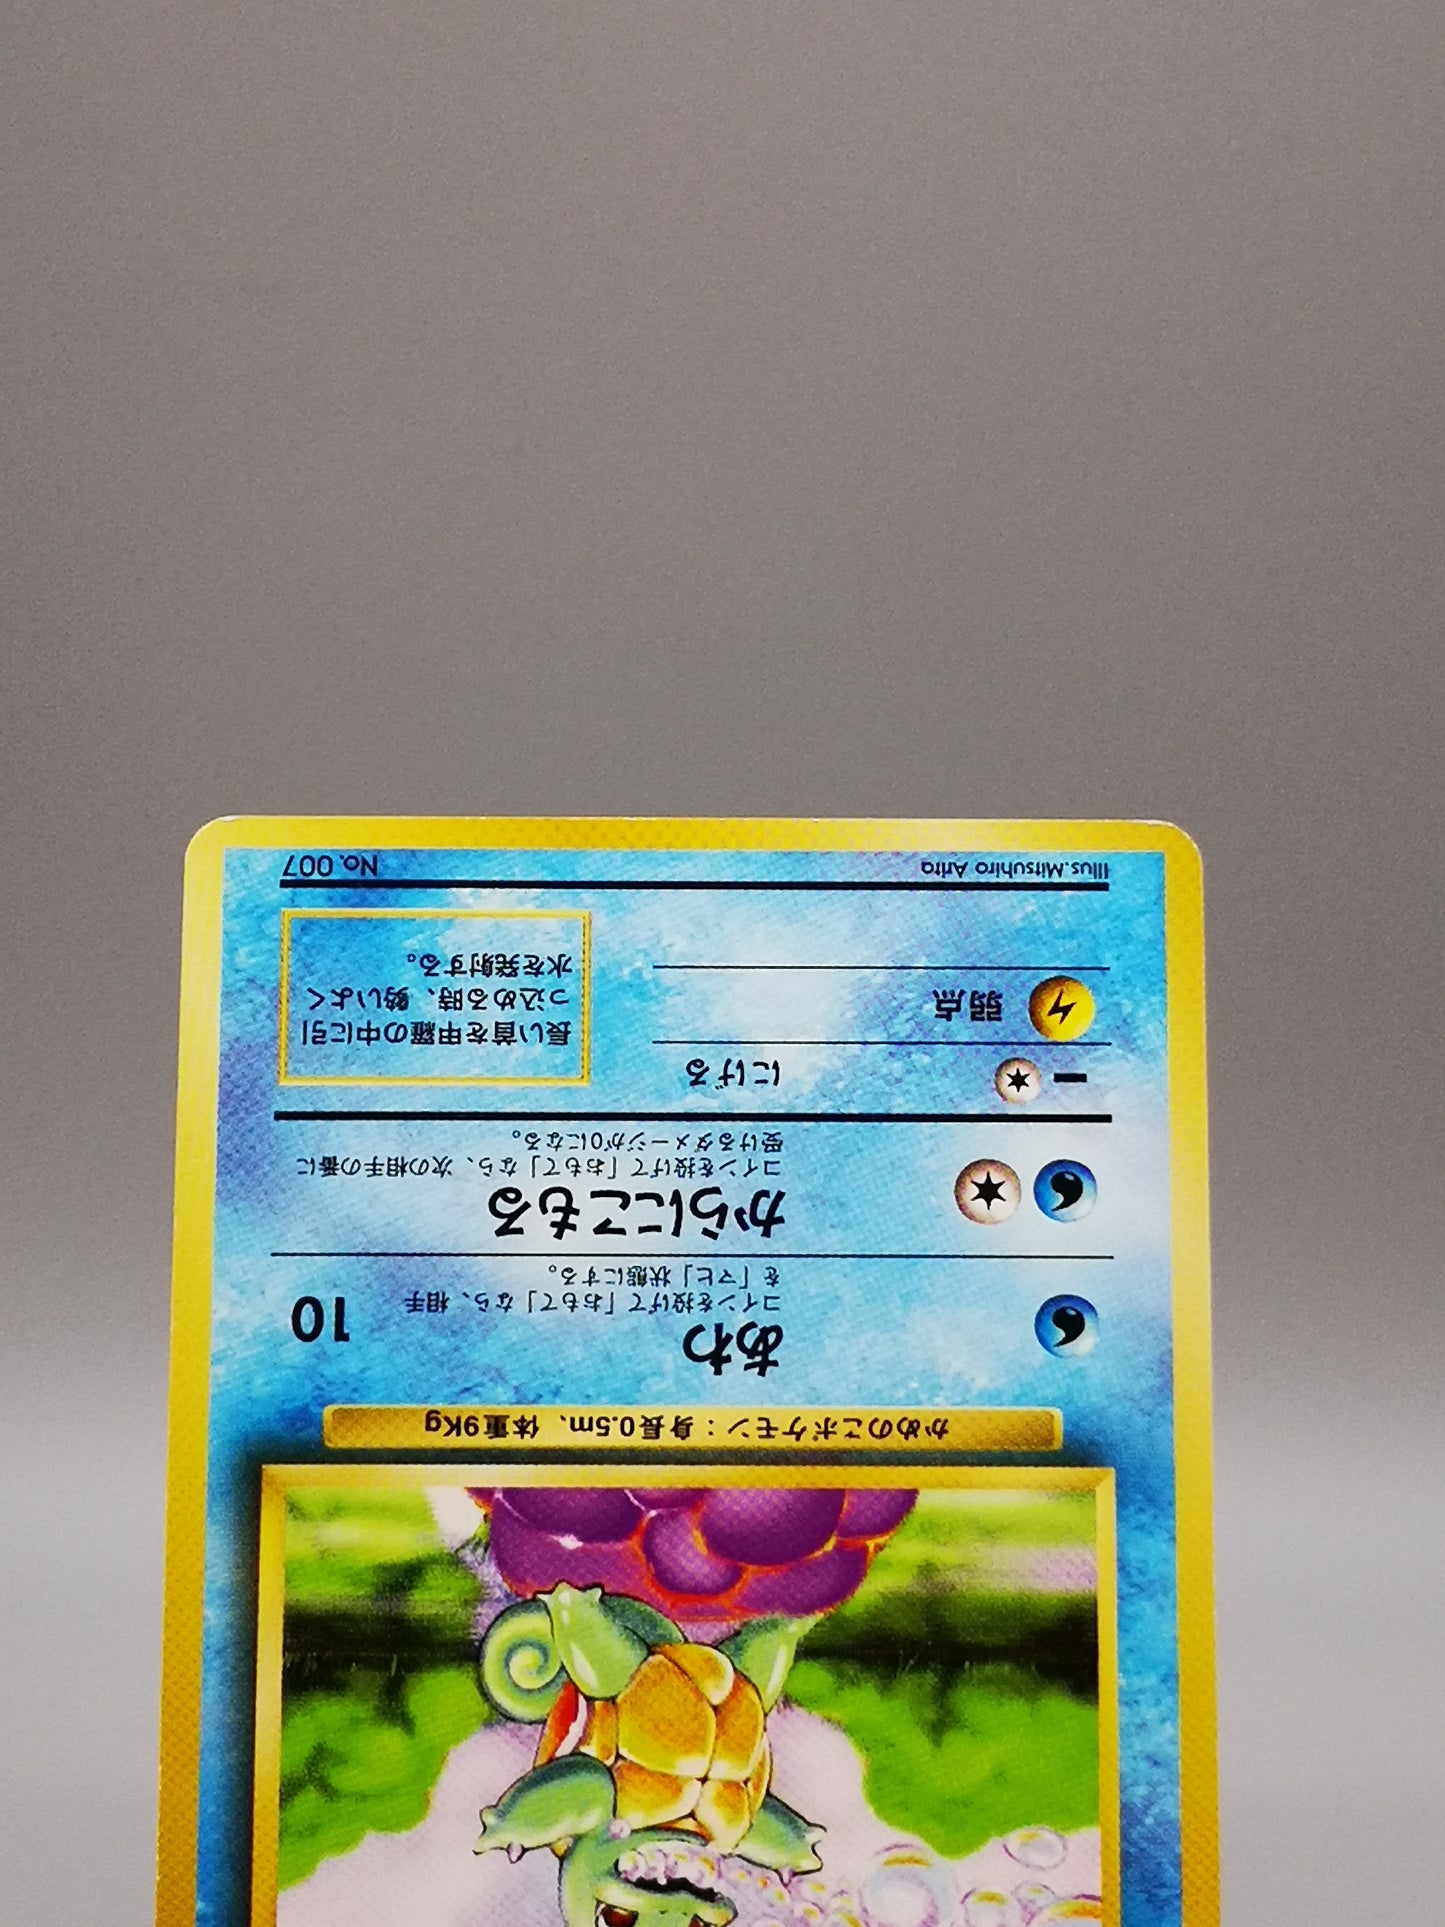 かめのこポケモン：身長0.5m、体重9Kg
あわ 10
コインを投げて「おもて」なら、相手
を「マヒ」状態にする。
からにこもる
コインを投げて「おもて」なら、次の相手の番に
受けるダメージが0になる。
にげる
弱点
長い首を甲羅の中に引
っ込める時、勢いよく
水を発射する。
Illus.Mitsuhiro Arita No. 007